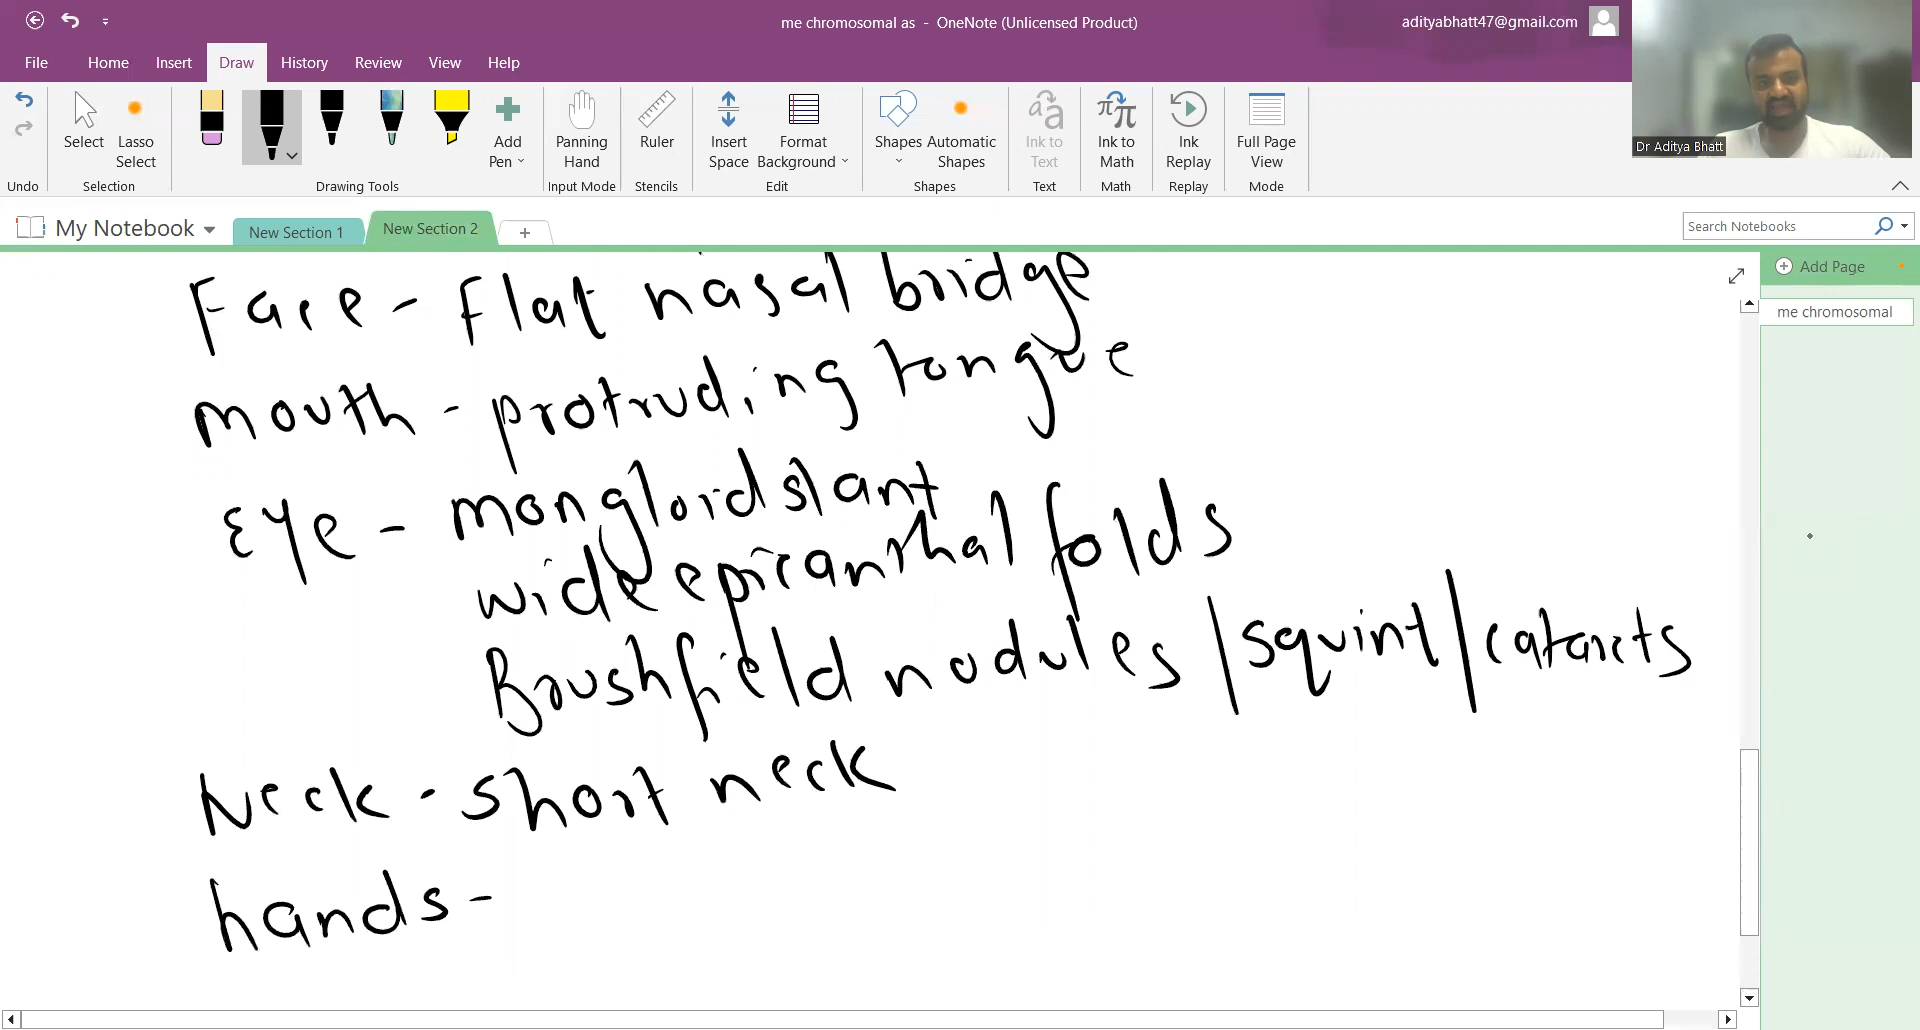 me chromosomal as - OneNote (Unlicensed Product)
adityabhatt47@gmail.com
File Home Insert Draw History Review View Help
Select
Lasso Select
Add Pen
Panning Hand
Ruler
Insert Space
Format Background
Shapes
Automatic Shapes
Ink to Text
Ink to Math
Ink Replay
Full Page View
Undo Selection Drawing Tools Input Mode Stencils Edit Shapes Text Math Replay Mode
Dr Aditya Bhatt
My Notebook New Section 1 New Section 2 Search Notebooks
Add Page
me chromosomal
Face - Flat nasal bridge
mouth - protruding tongue
Eye - mongloid slant
wide epicanthal folds
Brushfield nodules / squint / catarcts
Neck - short neck
hands -